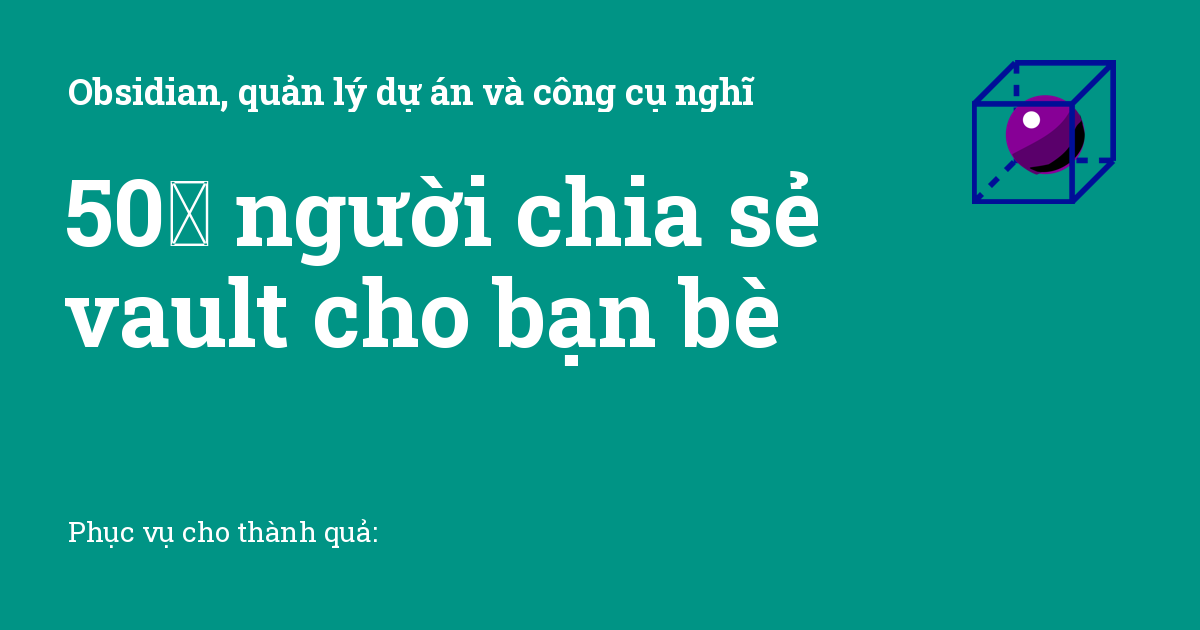 Obsidian, quản lý dự án và công cụ nghĩ
50 người chia sẻ
vault cho bạn bè
Phục vụ cho thành quả: